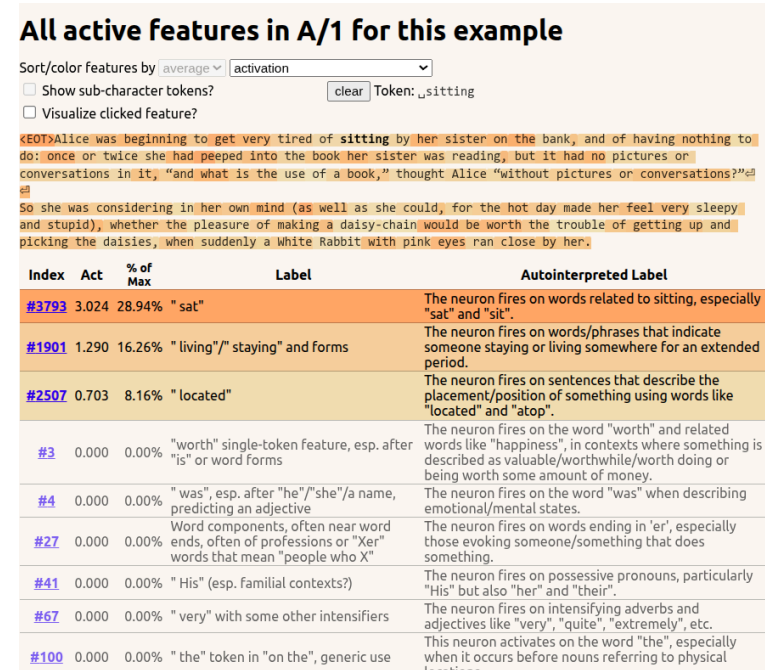 All active features in A/1 for this example
Sort/color features by average activation
Show sub-character tokens? clear Token: ␣sitting
Visualize clicked feature?
<EOT>Alice was beginning to get very tired of sitting by her sister on the bank, and of having nothing to
do: once or twice she had peeped into the book her sister was reading, but it had no pictures or
conversations in it, “and what is the use of a book,” thought Alice “without pictures or conversations?”⏎
⏎
So she was considering in her own mind (as well as she could, for the hot day made her feel very sleepy
and stupid), whether the pleasure of making a daisy-chain would be worth the trouble of getting up and
picking the daisies, when suddenly a White Rabbit with pink eyes ran close by her.
Index Act % of Max Label Autointerpreted Label
#3793 3.024 28.94% " sat" The neuron fires on words related to sitting, especially
"sat" and "sit".
#1901 1.290 16.26% " living"/" staying" and forms The neuron fires on words/phrases that indicate
someone staying or living somewhere for an extended
period.
#2507 0.703 8.16% " located" The neuron fires on sentences that describe the
placement/position of something using words like
"located" and "atop".
#3 0.000 0.00% "worth" single-token feature, esp. after
"is" or word forms
The neuron fires on the word "worth" and related
words like "happiness", in contexts where something is
described as valuable/worthwhile/worth doing or
being worth some amount of money.
#4 0.000 0.00% " was", esp. after "he"/"she"/a name,
predicting an adjective
The neuron fires on the word "was" when describing
emotional/mental states.
#27 0.000 0.00% Word components, often near word
ends, often of professions or "Xer"
words that mean "people who X"
The neuron fires on words ending in 'er', especially
those evoking someone/something that does
something.
#41 0.000 0.00% " His" (esp. familial contexts?) The neuron fires on possessive pronouns, particularly
"His" but also "her" and "their".
#67 0.000 0.00% " very" with some other intensifiers The neuron fires on intensifying adverbs and
adjectives like "very", "quite", "extremely", etc.
#100 0.000 0.00% " the" token in "on the", generic use This neuron activates on the word "the", especially
when it occurs before nouns referring to physical